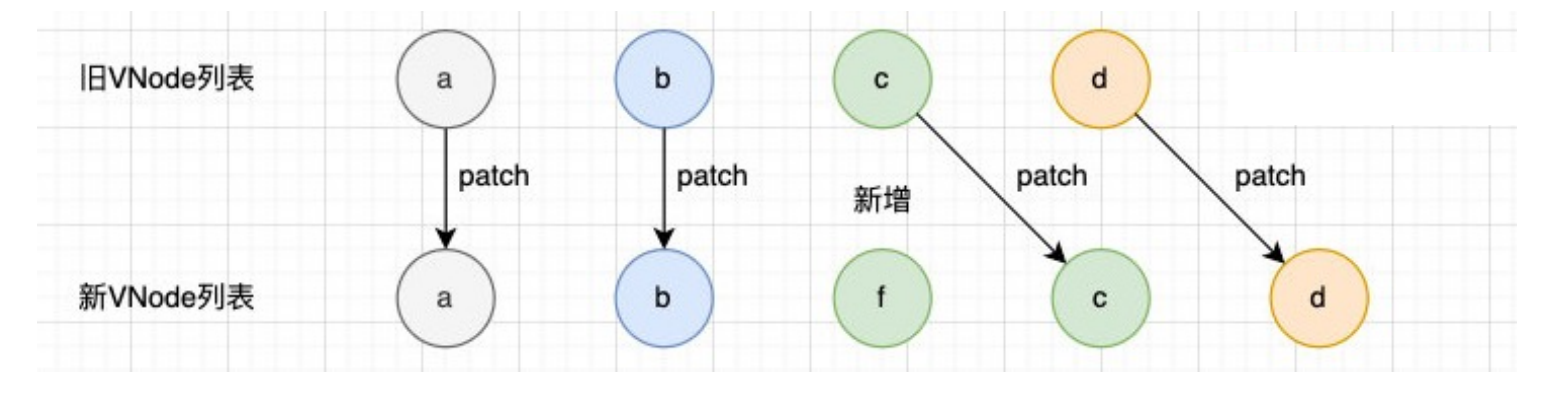 旧VNode列表 a b c d
patch patch 新增 patch patch
新VNode列表 a b f c d